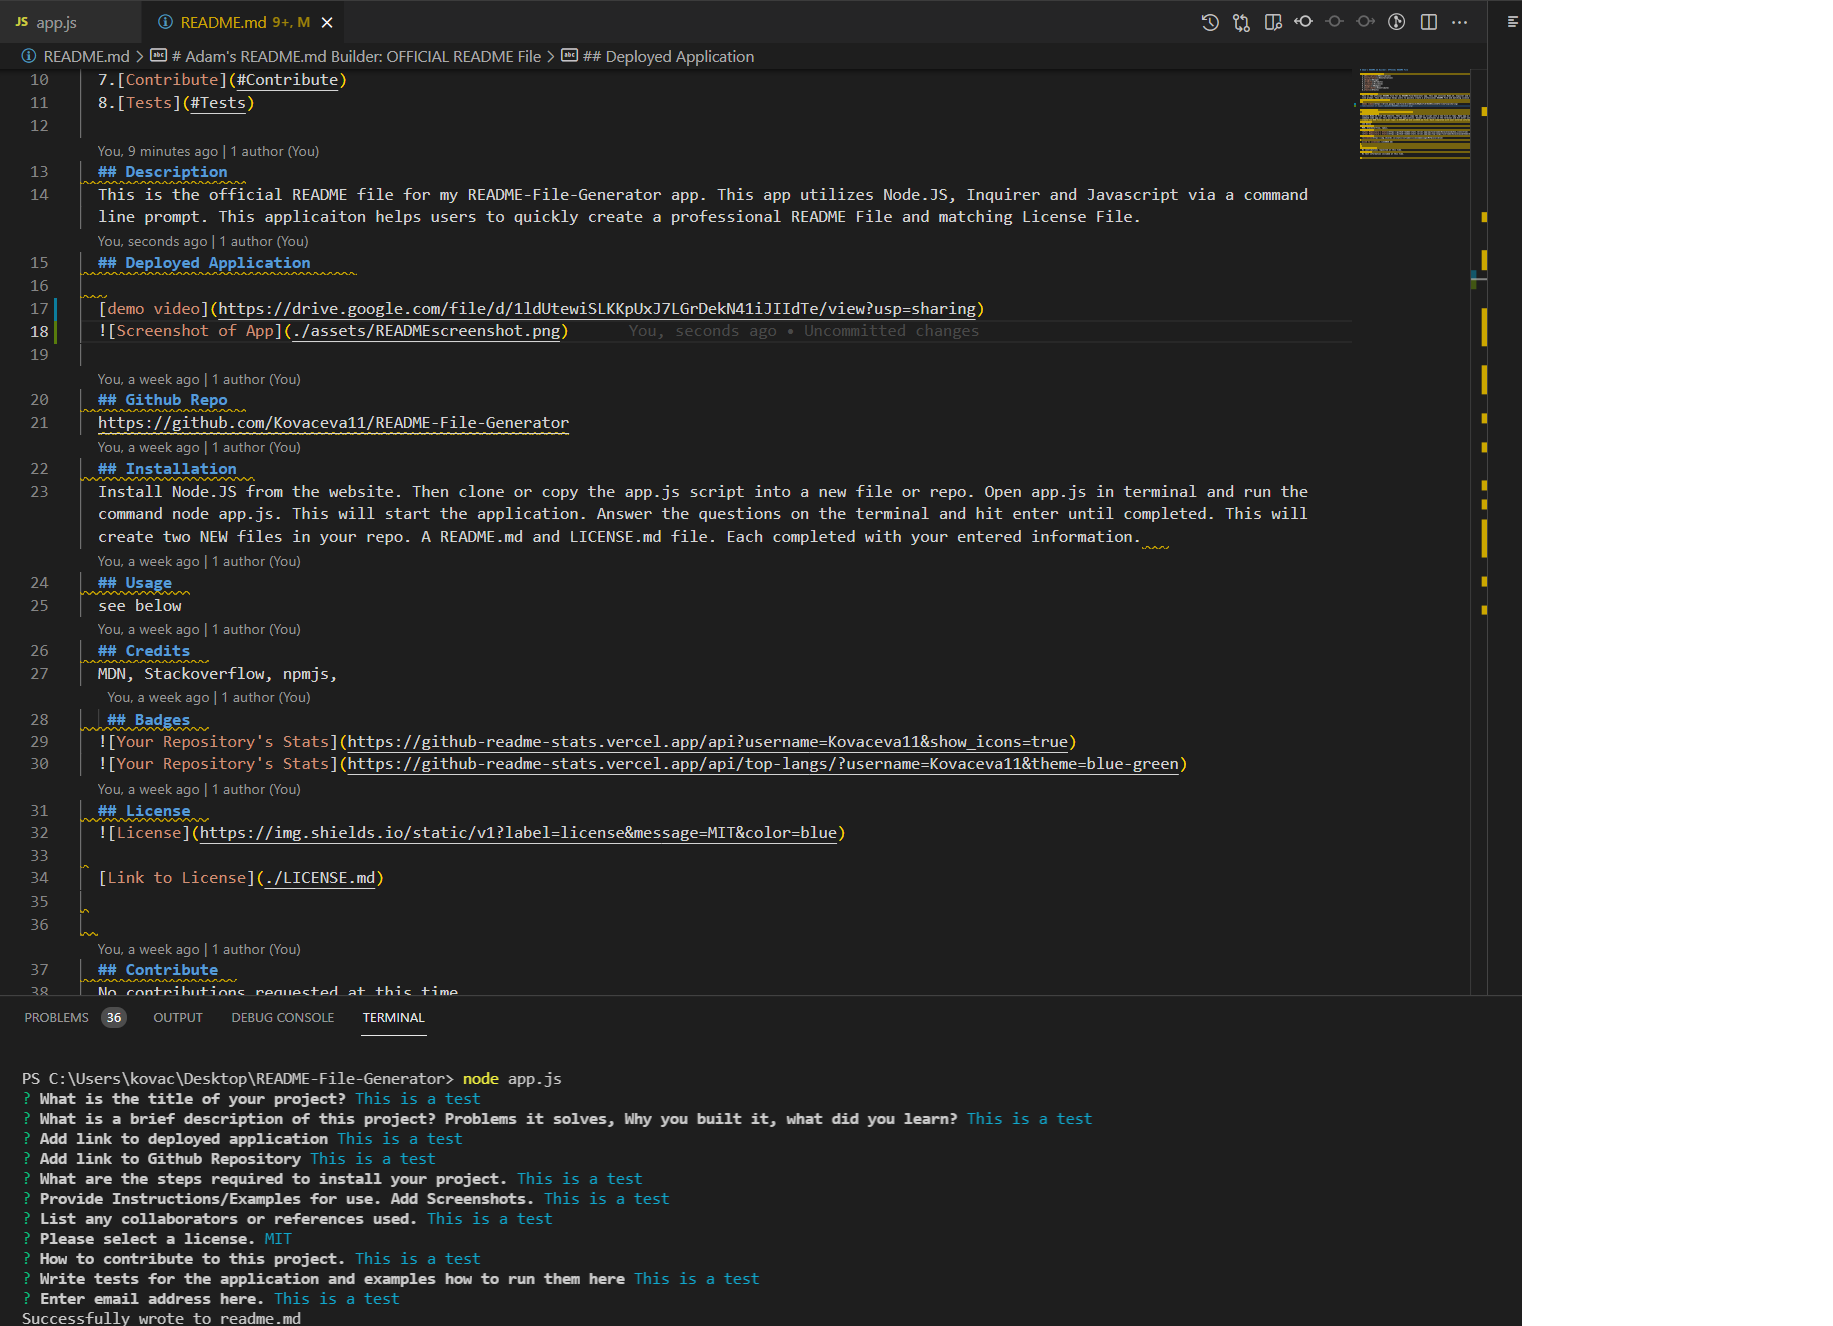 JS app.js
README.md 9+, M
README.md > # Adam's README.md Builder: OFFICIAL README File > ## Deployed Application
10 7.[Contribute](#Contribute)
11 8.[Tests](#Tests)
12
You, 9 minutes ago | 1 author (You)
13 ## Description
14 This is the official README file for my README-File-Generator app. This app utilizes Node.JS, Inquirer and Javascript via a command
line prompt. This applicaiton helps users to quickly create a professional README File and matching License File.
You, seconds ago | 1 author (You)
15 ## Deployed Application
16
17 [demo video](https://drive.google.com/file/d/1ldUtewiSLKKpUxJ7LGrDekN41iJIIdTe/view?usp=sharing)
18 ![Screenshot of App](./assets/READMEscreenshot.png) You, seconds ago • Uncommitted changes
19
You, a week ago | 1 author (You)
20 ## Github Repo
21 https://github.com/Kovaceva11/README-File-Generator
You, a week ago | 1 author (You)
22 ## Installation
23 Install Node.JS from the website. Then clone or copy the app.js script into a new file or repo. Open app.js in terminal and run the
command node app.js. This will start the application. Answer the questions on the terminal and hit enter until completed. This will
create two NEW files in your repo. A README.md and LICENSE.md file. Each completed with your entered information.
You, a week ago | 1 author (You)
24 ## Usage
25 see below
You, a week ago | 1 author (You)
26 ## Credits
27 MDN, Stackoverflow, npmjs,
You, a week ago | 1 author (You)
28 ## Badges
29 ![Your Repository's Stats](https://github-readme-stats.vercel.app/api?username=Kovaceva11&show_icons=true)
30 ![Your Repository's Stats](https://github-readme-stats.vercel.app/api/top-langs/?username=Kovaceva11&theme=blue-green)
You, a week ago | 1 author (You)
31 ## License
32 ![License](https://img.shields.io/static/v1?label=license&message=MIT&color=blue)
33
34 [Link to License](./LICENSE.md)
35
36
You, a week ago | 1 author (You)
37 ## Contribute
38 No contributions requested at this time
PROBLEMS 36 OUTPUT DEBUG CONSOLE TERMINAL
PS C:\Users\kovac\Desktop\README-File-Generator> node app.js
? What is the title of your project? This is a test
? What is a brief description of this project? Problems it solves, Why you built it, what did you learn? This is a test
? Add link to deployed application This is a test
? Add link to Github Repository This is a test
? What are the steps required to install your project. This is a test
? Provide Instructions/Examples for use. Add Screenshots. This is a test
? List any collaborators or references used. This is a test
? Please select a license. MIT
? How to contribute to this project. This is a test
? Write tests for the application and examples how to run them here This is a test
? Enter email address here. This is a test
Successfully wrote to readme.md